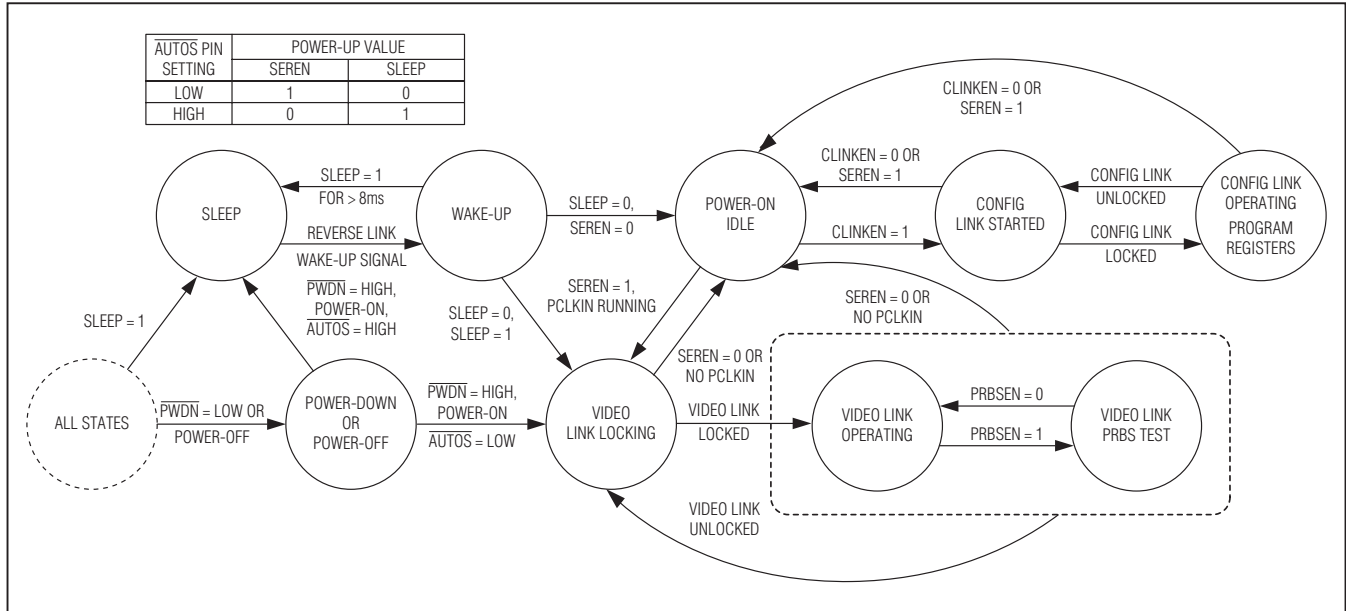 AUTOS PIN
SETTING
POWER-UP VALUE
SEREN
SLEEP
LOW
1
0
HIGH
0
1
CLINKEN = 0 OR
SEREN = 1
SLEEP
SLEEP = 1
FOR > 8ms
REVERSE LINK
WAKE-UP SIGNAL
WAKE-UP
SLEEP = 0,
SEREN = 0
POWER-ON
IDLE
CLINKEN = 0 OR
SEREN = 1
CLINKEN = 1
CONFIG
LINK STARTED
CONFIG LINK
UNLOCKED
CONFIG LINK
LOCKED
CONFIG LINK
OPERATING
PROGRAM
REGISTERS
SLEEP = 1
PWDN = HIGH,
POWER-ON,
AUTOS = HIGH
SLEEP = 0,
SLEEP = 1
SEREN = 1,
PCLKIN RUNNING
SEREN = 0 OR
NO PCLKIN
SEREN = 0 OR
NO PCLKIN
ALL STATES
PWDN = LOW OR
POWER-OFF
POWER-DOWN
OR
POWER-OFF
PWDN = HIGH,
POWER-ON
AUTOS = LOW
VIDEO
LINK LOCKING
VIDEO LINK
LOCKED
VIDEO LINK
OPERATING
PRBSEN = 0
PRBSEN = 1
VIDEO LINK
PRBS TEST
VIDEO LINK
UNLOCKED